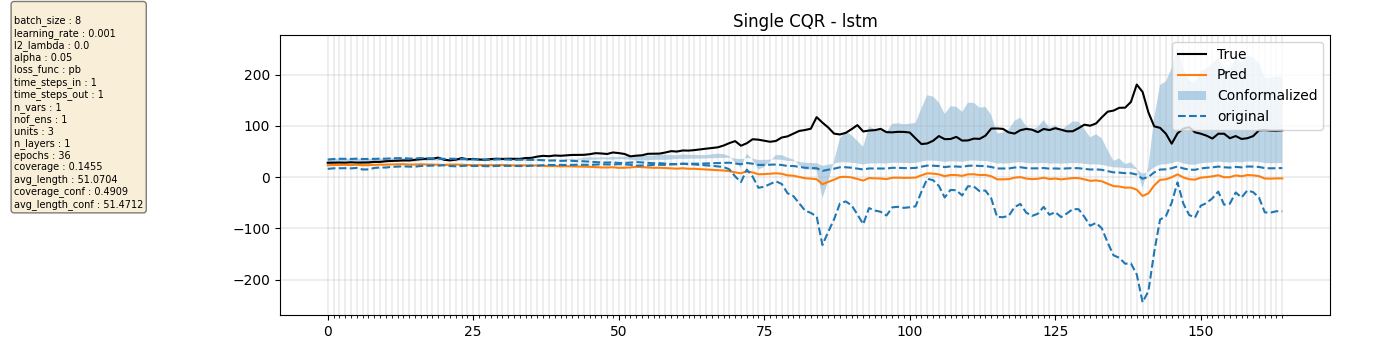 Single CQR - lstm
batch_size : 8
learning_rate : 0.001
l2_lambda : 0.0
alpha : 0.05
loss_func : pb
time_steps_in : 1
time_steps_out : 1
n_vars : 1
nof_ens : 1
units : 3
n_layers : 1
epochs : 36
coverage : 0.1455
avg_length : 51.0704
coverage_conf : 0.4909
avg_length_conf : 51.4712
200
100
0
−100
−200
True
Pred
Conformalized
original
0 25 50 75 100 125 150